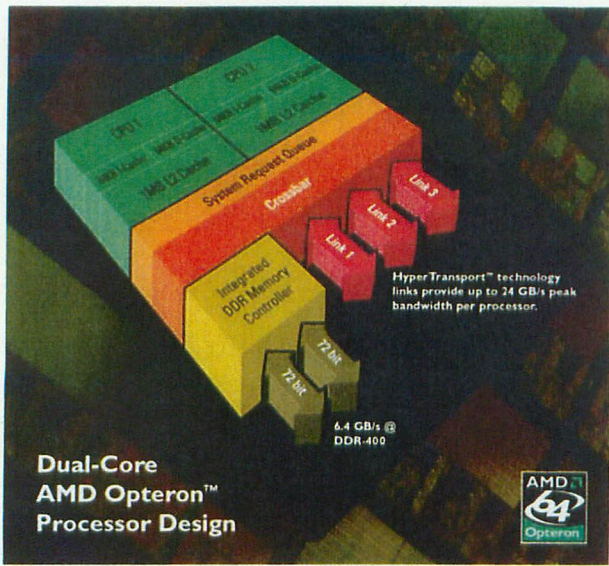 CPU 1
CPU 2
64KB I-Cache
64KB D-Cache
64KB I-Cache
64KB D-Cache
1MB L2 Cache
1MB L2 Cache
System Request Queue
Crossbar
Integrated
DDR Memory
Controller
Link 1
Link 2
Link 3
72 bit
72 bit
HyperTransport™ technology
links provide up to 24 GB/s peak
bandwidth per processor.
6.4 GB/s @
DDR-400
Dual-Core
AMD Opteron™
Processor Design
AMD
64
Opteron